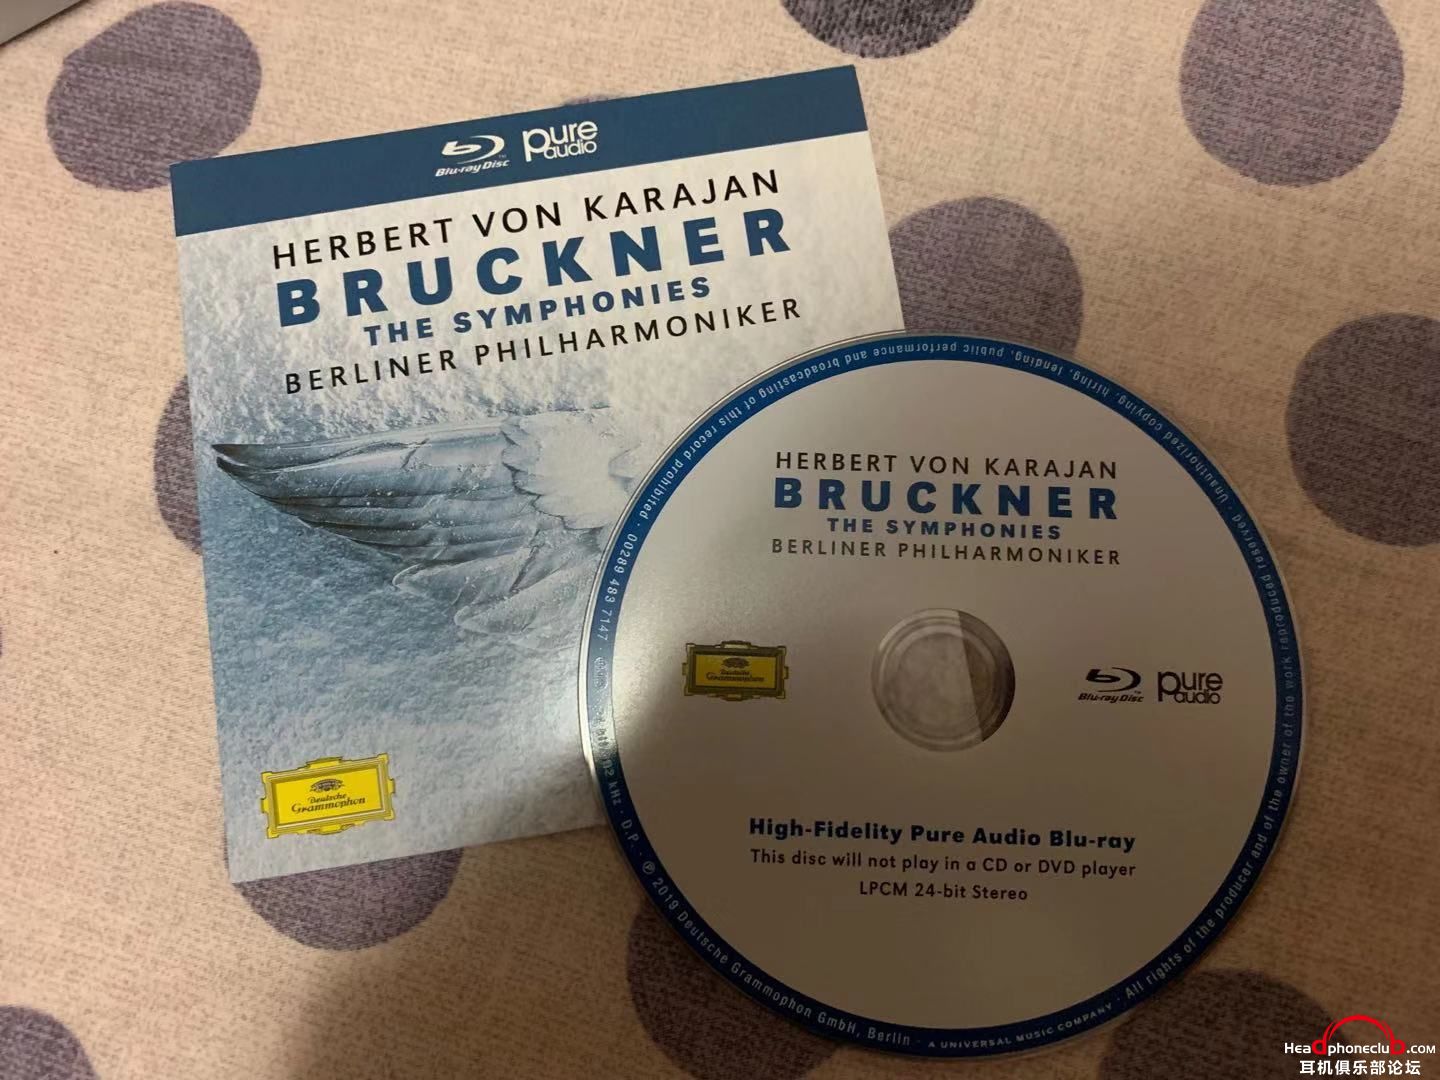 Blu-ray Disc
pure audio
HERBERT VON KARAJAN
BRUCKNER
THE SYMPHONIES
BERLINER PHILHARMONIKER
Deutsche
Grammophon
HERBERT VON KARAJAN
BRUCKNER
THE SYMPHONIES
BERLINER PHILHARMONIKER
Deutsche
Grammophon
Blu-ray Disc
pure audio
High-Fidelity Pure Audio Blu-ray
This disc will not play in a CD or DVD player
LPCM 24-bit Stereo
00289 483 7147
kHz · D.P. · ℗ 2019 Deutsche Grammophon GmbH, Berlin · A UNIVERSAL MUSIC COMPANY · All rights of the producer and of the owner of the work reproduced reserved · Unauthorized copying, hiring, lending, public performance and broadcasting of this record prohibited ·
Headphoneclub.com
耳机俱乐部论坛